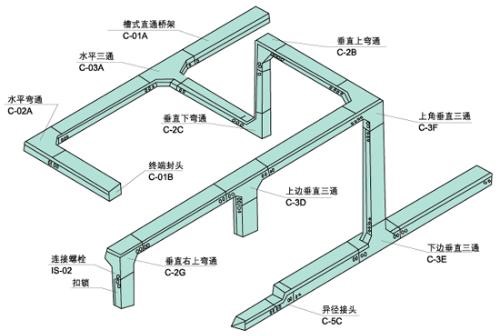 槽式直通桥架
C-01A
垂直上弯通
C-2B
水平三通
C-03A
水平弯通
C-02A
垂直下弯通
C-2C
上角垂直三通
C-3F
终端封头
C-01B
上边垂直三通
C-3D
下边垂直三通
C-3E
连接螺栓
IS-02
扣锁
垂直右上弯通
C-2G
异径接头
C-5C